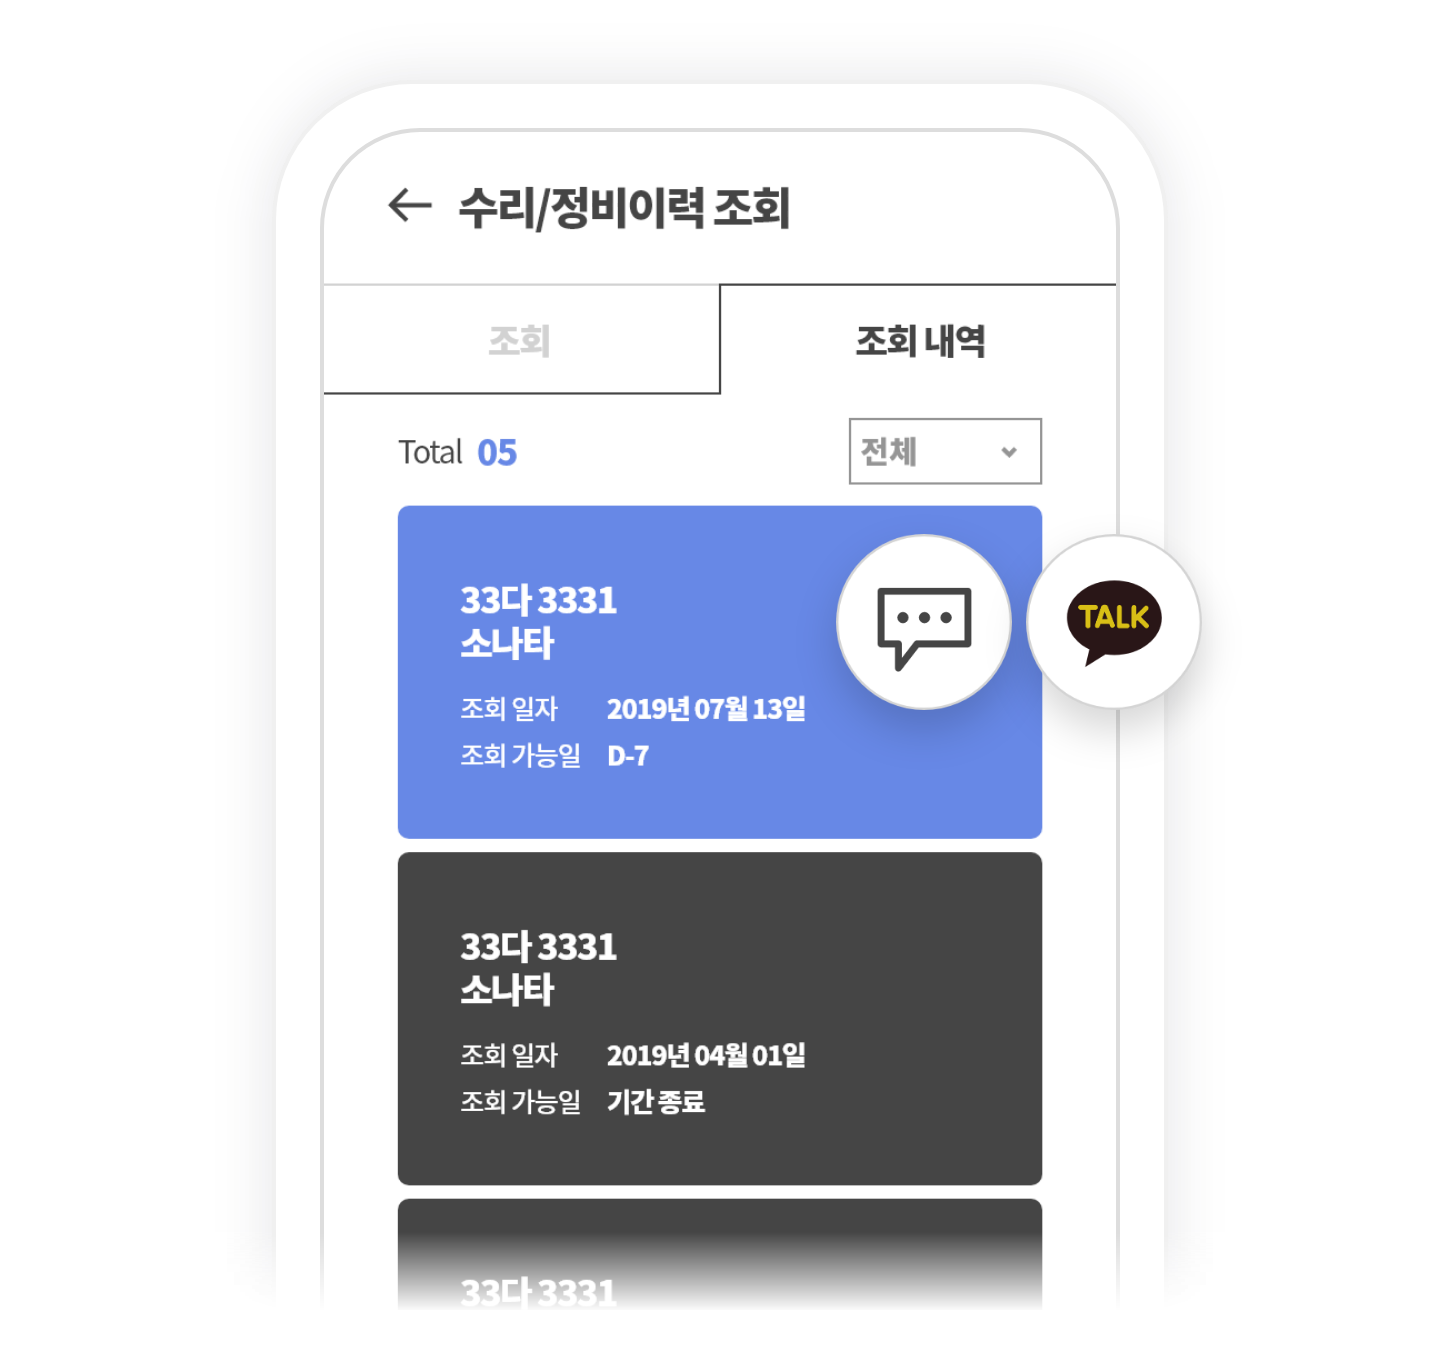 수리/정비이력 조회
조회
조회 내역
Total 05
전체
33다 3331
소나타
TALK
조회 일자 2019년 07월 13일
조회 가능일 D-7
33다 3331
소나타
조회 일자 2019년 04월 01일
조회 가능일 기간 종료
33다 3331